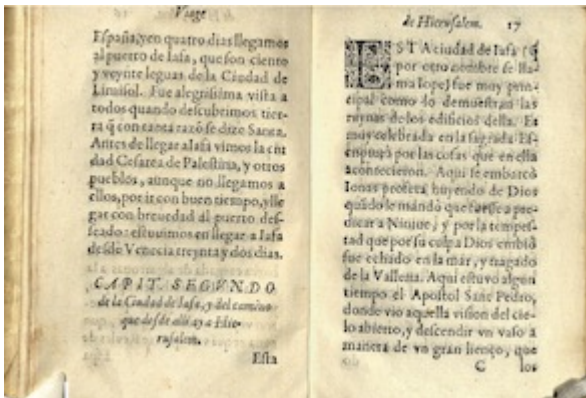 Viage
España, y en quatro dias llegamos
al puerto de Iafa, que son ciento
y veynte leguas de la Ciudad de
Limisol. Fue alegrissima vista a
todos quando descubrimos tier-
ra q̃ con tanta razõ se dize Sancta.
Antes de llegar a Iafa vimos la ciu
dad Cesarea de Palestina, y otros
pueblos, aunque no llegamos a
ellos, por ir con buen tiempo, y lle
gar con breuedad al puerto des-
seado: estuuimos en llegar a Iafa
desde Venecia treynta y dos dias.
CAPIT. SEGVNDO.
de la Ciudad de Iafa, y del camino
que desde alli ay a Hie-
rusalem.
Esta
de Hierusalem. 17
ESTA ciudad de Iafa (q̃
por otro nombre se lla-
ma Iope) fue muy prin-
cipal como lo demuestran las
ruynas de los edificios della. Es
muy celebrada en la sagrada Es-
criptura por las cosas que en ella
acontecieron. Aqui se embarcó
Ionas profeta, huyendo de Dios
quãdo le mandó que fuesse a pre-
dicar a Niniue, y por la tempes-
tad que por su culpa Dios embió
fue echado en la mar, y tragado
de la Vallena. Aqui estuvo algun
tiempo el Apostol Sanc Pedro,
donde vio aquella vision del cie-
lo abierto, y descendir vn vaso a
manera de vn gran lienço, que
C los